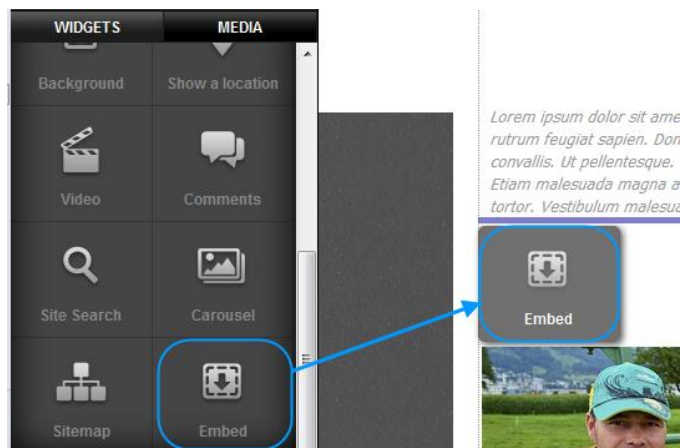 WIDGETS MEDIA
Background Show a location
Video Comments
Site Search Carousel
Sitemap Embed
Lorem ipsum dolor sit ame
rutrum feugiat sapien. Don
convallis. Ut pellentesque.
Etiam malesuada magna a
tortor. Vestibulum malesua
Embed